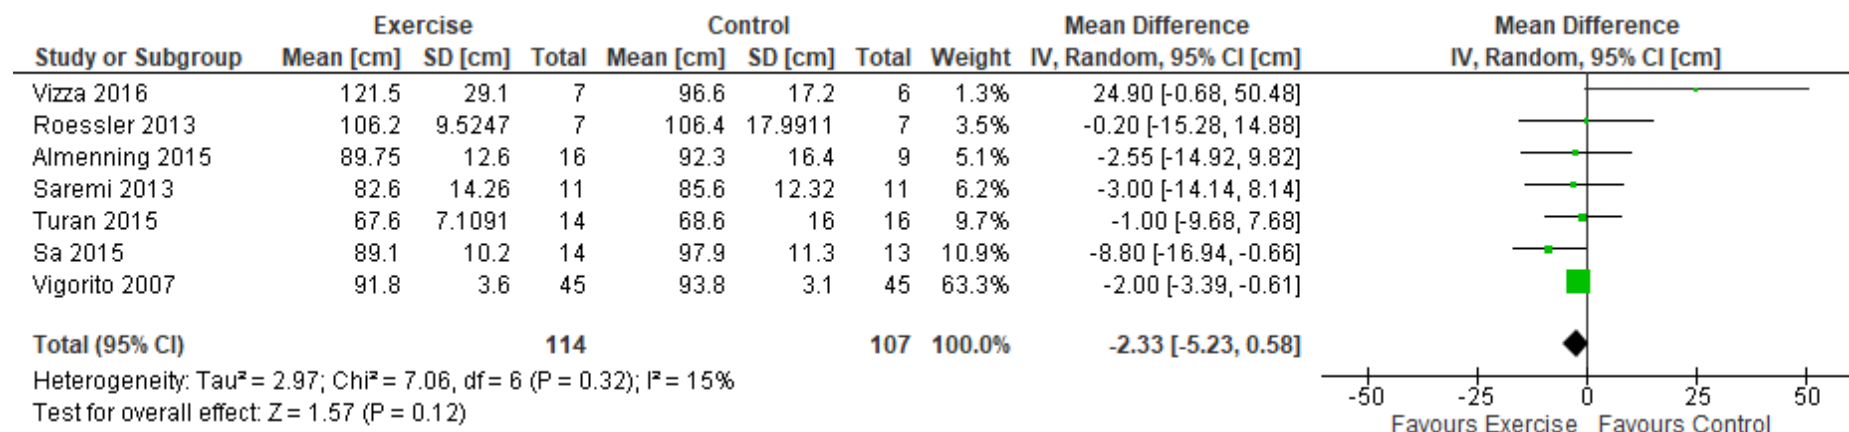 Exercise Control Mean Difference Mean Difference
Study or Subgroup Mean [cm] SD [cm] Total Mean [cm] SD [cm] Total Weight IV, Random, 95% CI [cm] IV, Random, 95% CI [cm]
Vizza 2016 121.5 29.1 7 96.6 17.2 6 1.3% 24.90 [-0.68, 50.48]
Roessler 2013 106.2 9.5247 7 106.4 17.9911 7 3.5% -0.20 [-15.28, 14.88]
Almenning 2015 89.75 12.6 16 92.3 16.4 9 5.1% -2.55 [-14.92, 9.82]
Saremi 2013 82.6 14.26 11 85.6 12.32 11 6.2% -3.00 [-14.14, 8.14]
Turan 2015 67.6 7.1091 14 68.6 16 16 9.7% -1.00 [-9.68, 7.68]
Sa 2015 89.1 10.2 14 97.9 11.3 13 10.9% -8.80 [-16.94, -0.66]
Vigorito 2007 91.8 3.6 45 93.8 3.1 45 63.3% -2.00 [-3.39, -0.61]
Total (95% CI) 114 107 100.0% -2.33 [-5.23, 0.58]
Heterogeneity: Tau² = 2.97; Chi² = 7.06, df = 6 (P = 0.32); I² = 15%
Test for overall effect: Z = 1.57 (P = 0.12)
-50 -25 0 25 50
Favours Exercise Favours Control